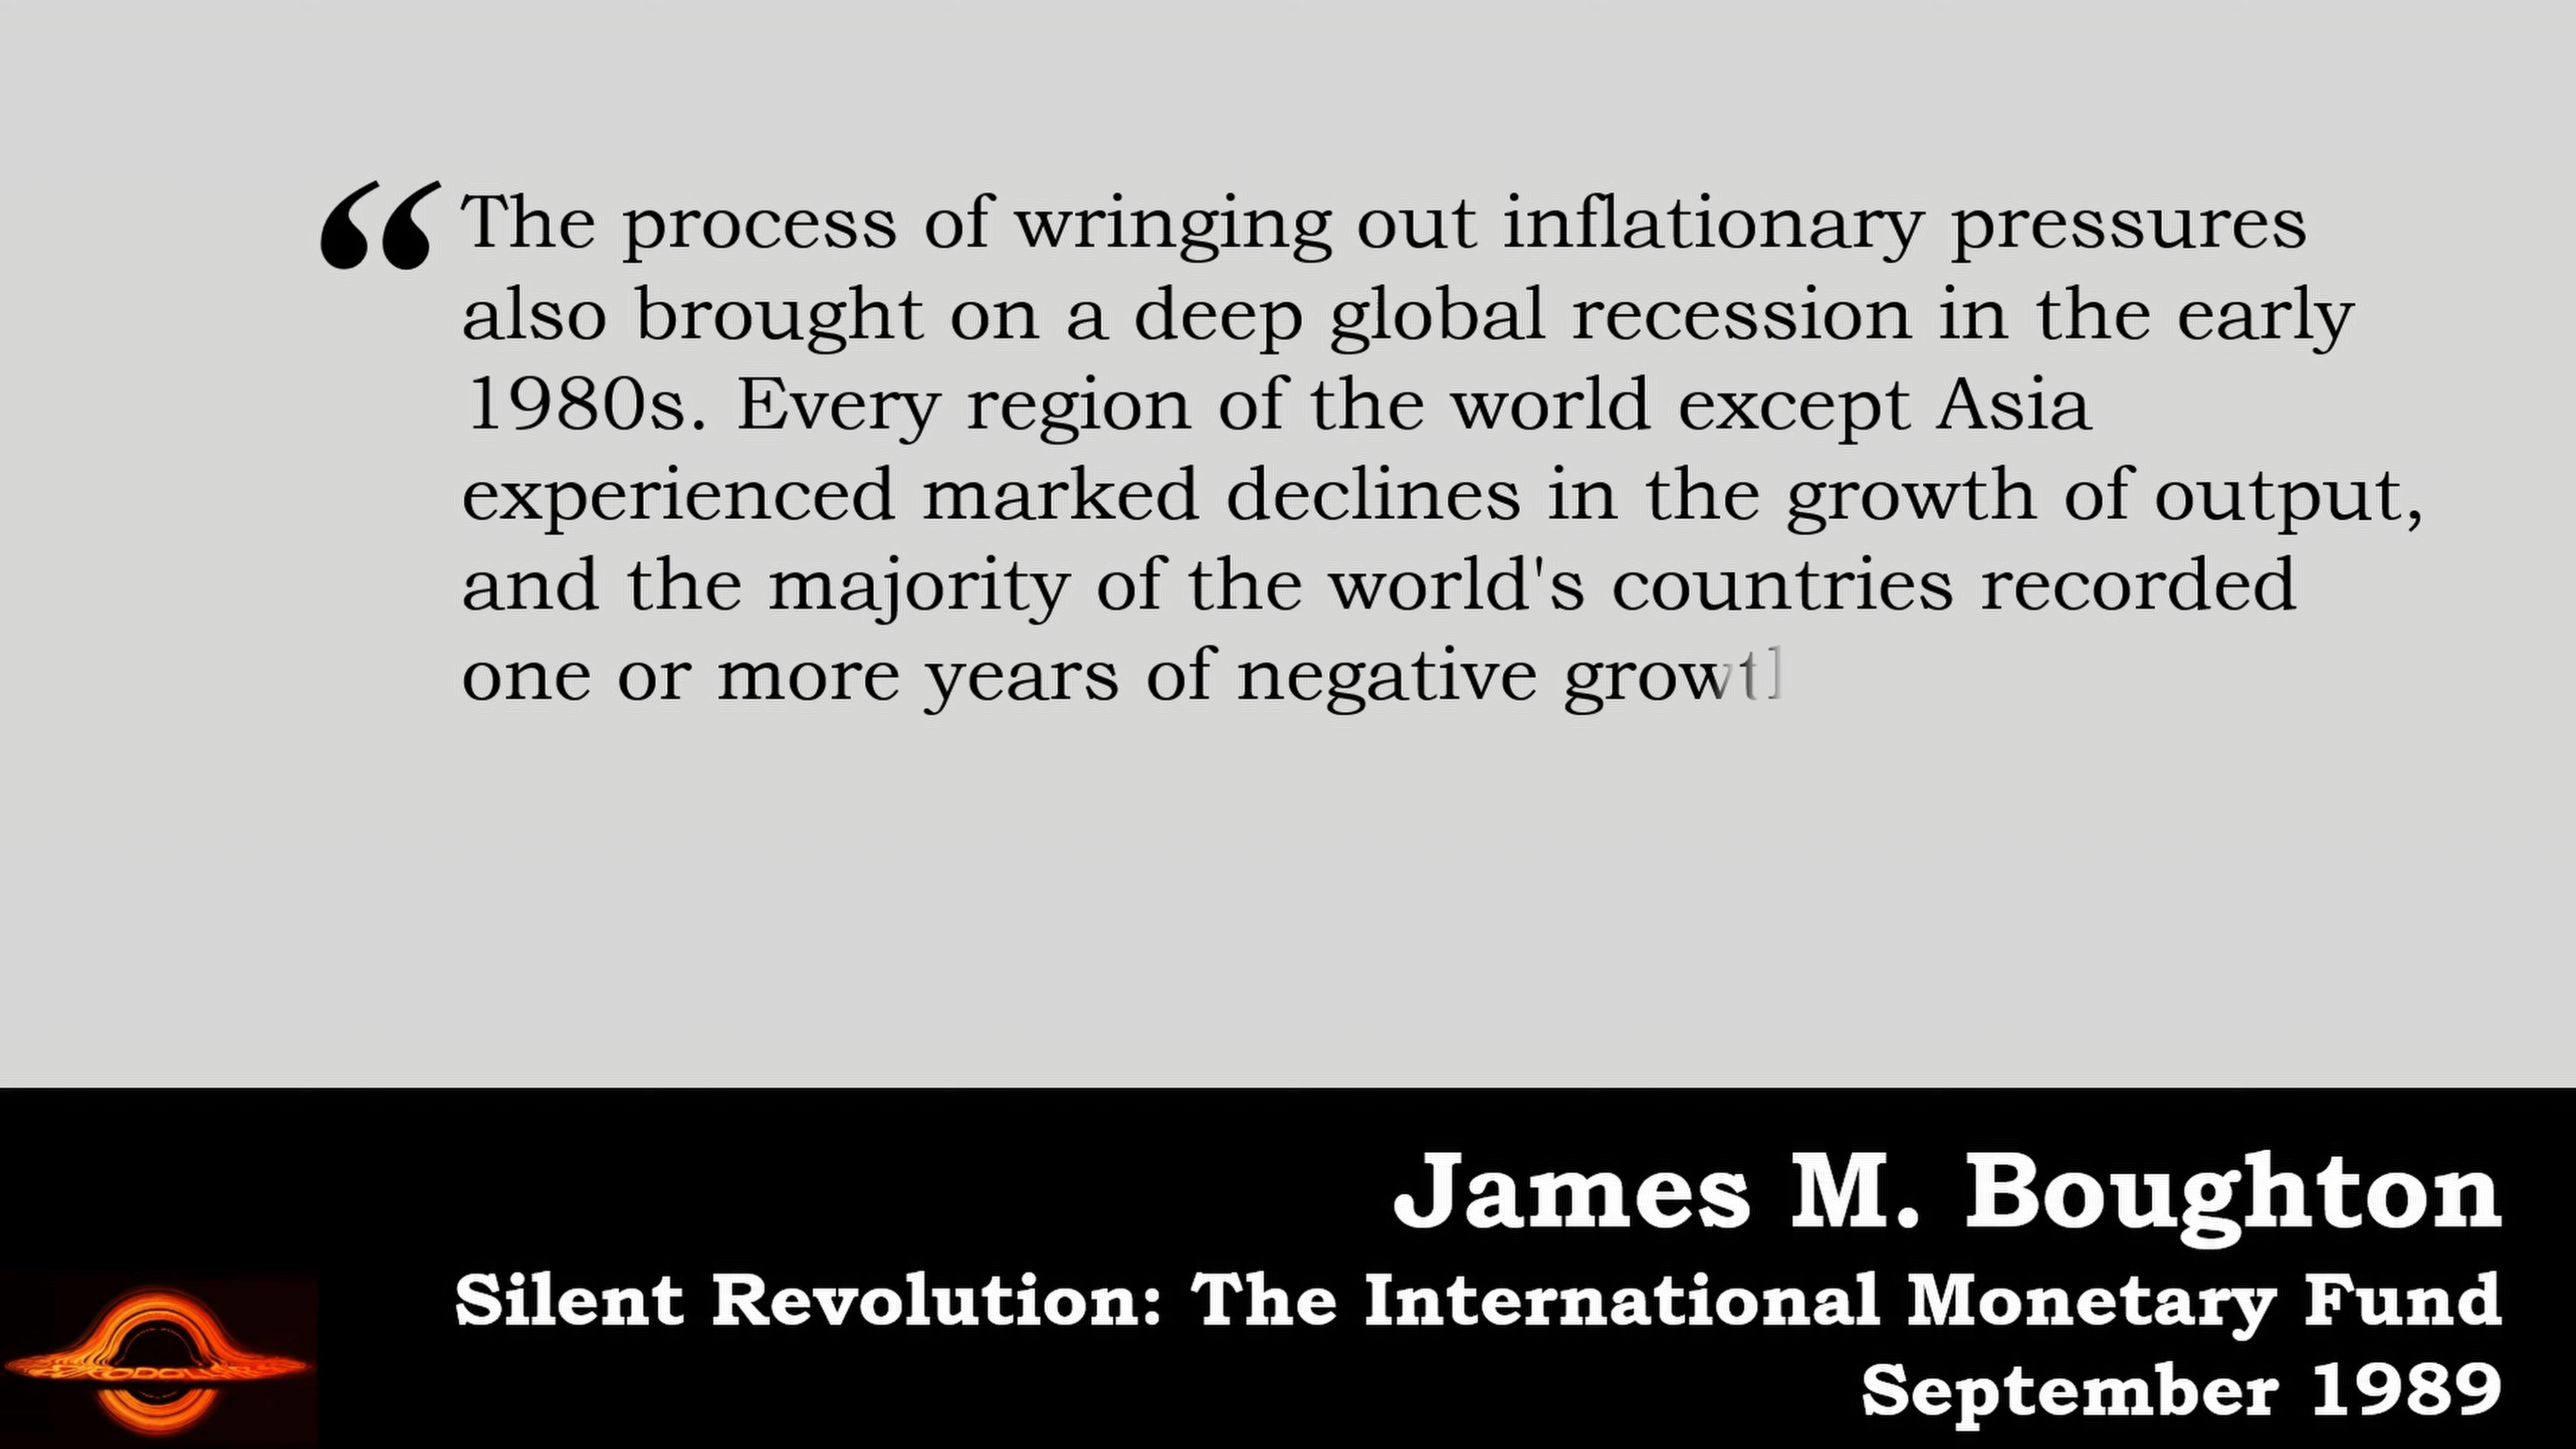 “The process of wringing out inflationary pressures
also brought on a deep global recession in the early
1980s. Every region of the world except Asia
experienced marked declines in the growth of output,
and the majority of the world's countries recorded
one or more years of negative growth
James M. Boughton
Silent Revolution: The International Monetary Fund
September 1989